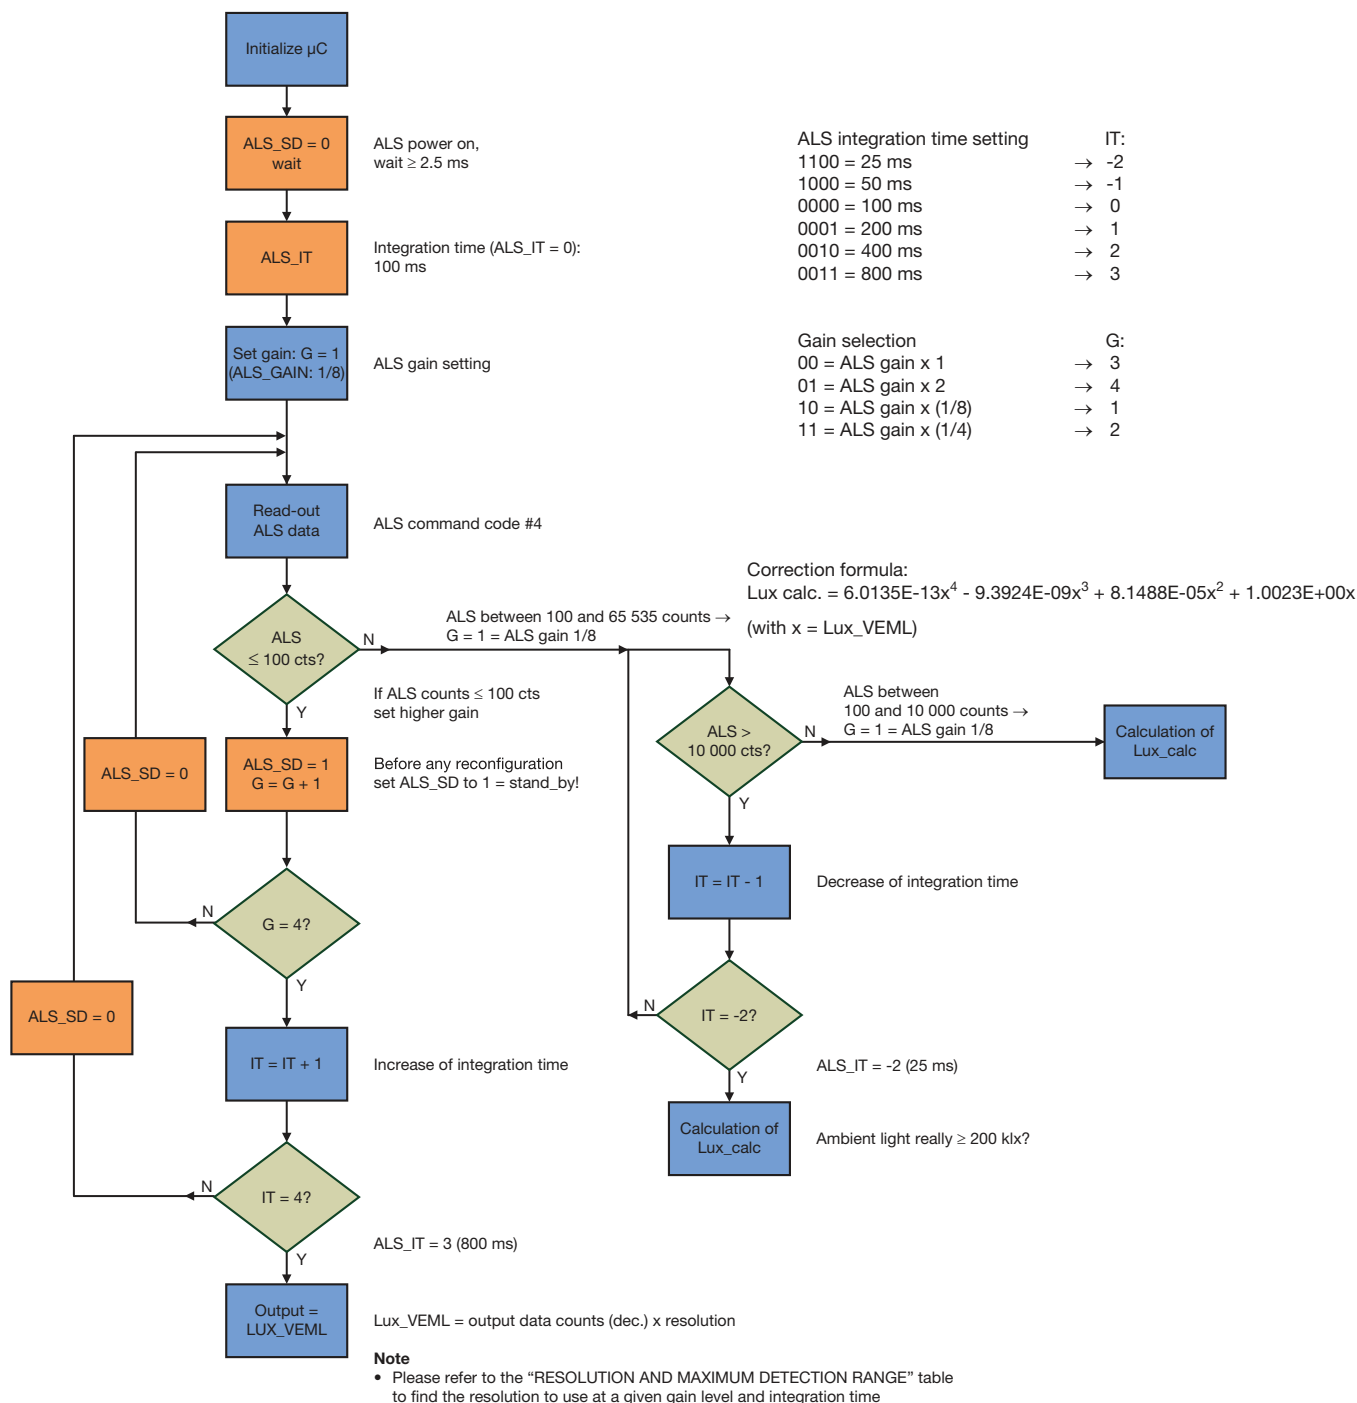 Initialize µC
ALS_SD = 0
wait
ALS power on,
wait ≥ 2.5 ms
ALS_IT
Integration time (ALS_IT = 0):
100 ms
Set gain: G = 1
(ALS_GAIN: 1/8)
ALS gain setting
ALS integration time setting IT:
1100 = 25 ms → -2
1000 = 50 ms → -1
0000 = 100 ms → 0
0001 = 200 ms → 1
0010 = 400 ms → 2
0011 = 800 ms → 3
Gain selection G:
00 = ALS gain x 1 → 3
01 = ALS gain x 2 → 4
10 = ALS gain x (1/8) → 1
11 = ALS gain x (1/4) → 2
Read-out
ALS data
ALS command code #4
Correction formula:
Lux calc. = 6.0135E-13x⁴ - 9.3924E-09x³ + 8.1488E-05x² + 1.0023E+00x
(with x = Lux_VEML)
ALS
≤ 100 cts?
N
ALS between 100 and 65 535 counts →
G = 1 = ALS gain 1/8
Y
If ALS counts ≤ 100 cts
set higher gain
ALS >
10 000 cts?
N
ALS between
100 and 10 000 counts →
G = 1 = ALS gain 1/8
Calculation of
Lux_calc
Y
ALS_SD = 0
ALS_SD = 1
G = G + 1
Before any reconfiguration
set ALS_SD to 1 = stand_by!
IT = IT - 1
Decrease of integration time
G = 4?
N
Y
ALS_SD = 0
IT = -2?
N
Y
ALS_IT = -2 (25 ms)
IT = IT + 1
Increase of integration time
Calculation of
Lux_calc
Ambient light really ≥ 200 klx?
IT = 4?
N
Y
ALS_IT = 3 (800 ms)
Output =
LUX_VEML
Lux_VEML = output data counts (dec.) x resolution
Note
• Please refer to the “RESOLUTION AND MAXIMUM DETECTION RANGE” table
to find the resolution to use at a given gain level and integration time